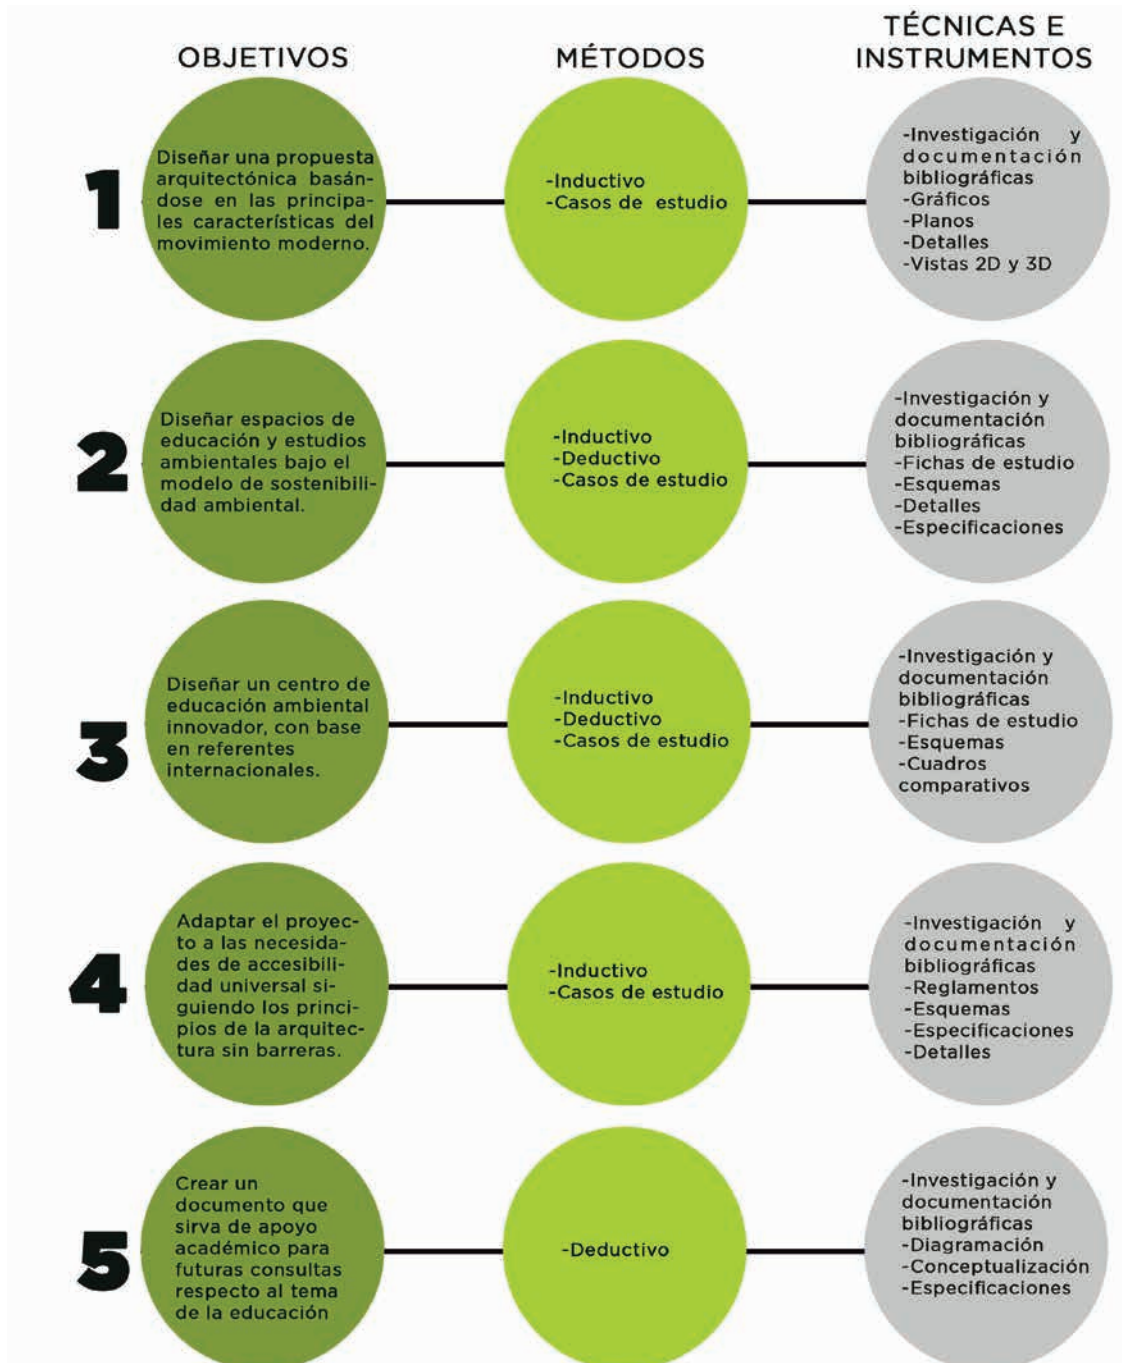 OBJETIVOS
MÉTODOS
TÉCNICAS E
INSTRUMENTOS
1
Diseñar una propuesta
arquitectónica basán-
dose en las principa-
les características del
movimiento moderno.
-Inductivo
-Casos de estudio
-Investigación y
documentación
bibliográficas
-Gráficos
-Planos
-Detalles
-Vistas 2D y 3D
2
Diseñar espacios de
educación y estudios
ambientales bajo el
modelo de sostenibili-
dad ambiental.
-Inductivo
-Deductivo
-Casos de estudio
-Investigación y
documentación
bibliográficas
-Fichas de estudio
-Esquemas
-Detalles
-Especificaciones
3
Diseñar un centro de
educación ambiental
innovador, con base
en referentes
internacionales.
-Inductivo
-Deductivo
-Casos de estudio
-Investigación y
documentación
bibliográficas
-Fichas de estudio
-Esquemas
-Cuadros
comparativos
4
Adaptar el proyec-
to a las necesida-
des de accesibili-
dad universal si-
guiendo los princi-
pios de la arquitec-
tura sin barreras.
-Inductivo
-Casos de estudio
-Investigación y
documentación
bibliográficas
-Reglamentos
-Esquemas
-Especificaciones
-Detalles
5
Crear un
documento que
sirva de apoyo
académico para
futuras consultas
respecto al tema
de la educación
-Deductivo
-Investigación y
documentación
bibliográficas
-Diagramación
-Conceptualización
-Especificaciones